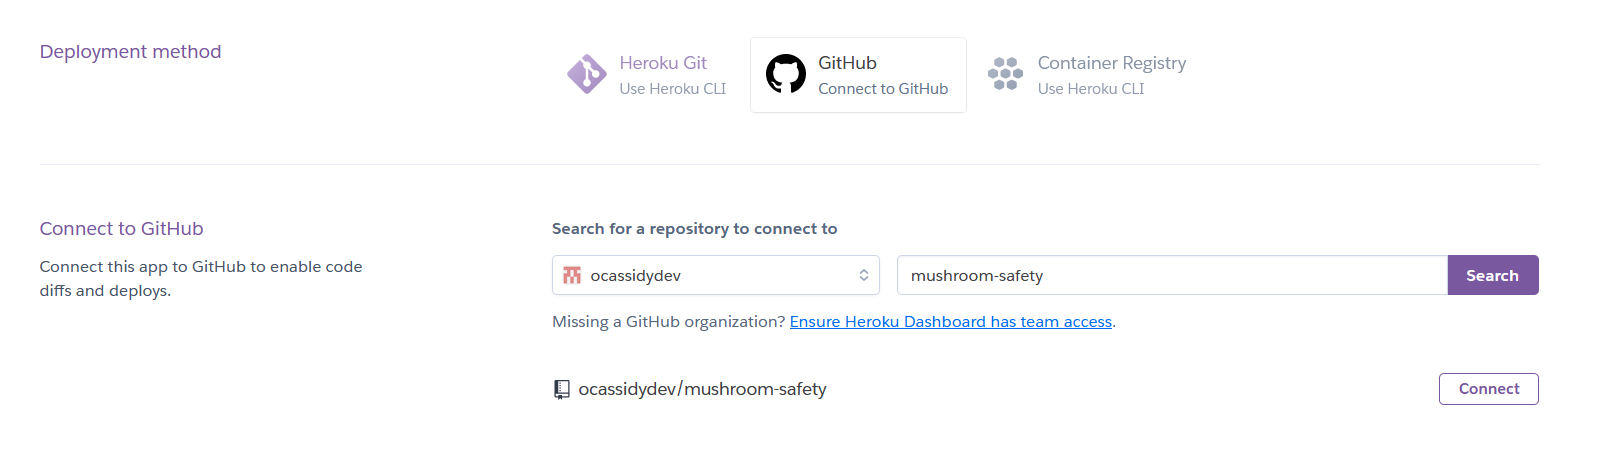 Deployment method
Heroku Git
Use Heroku CLI
GitHub
Connect to GitHub
Container Registry
Use Heroku CLI
Connect to GitHub
Connect this app to GitHub to enable code
diffs and deploys.
Search for a repository to connect to
ocassidydev
mushroom-safety
Search
Missing a GitHub organization? Ensure Heroku Dashboard has team access.
ocassidydev/mushroom-safety
Connect